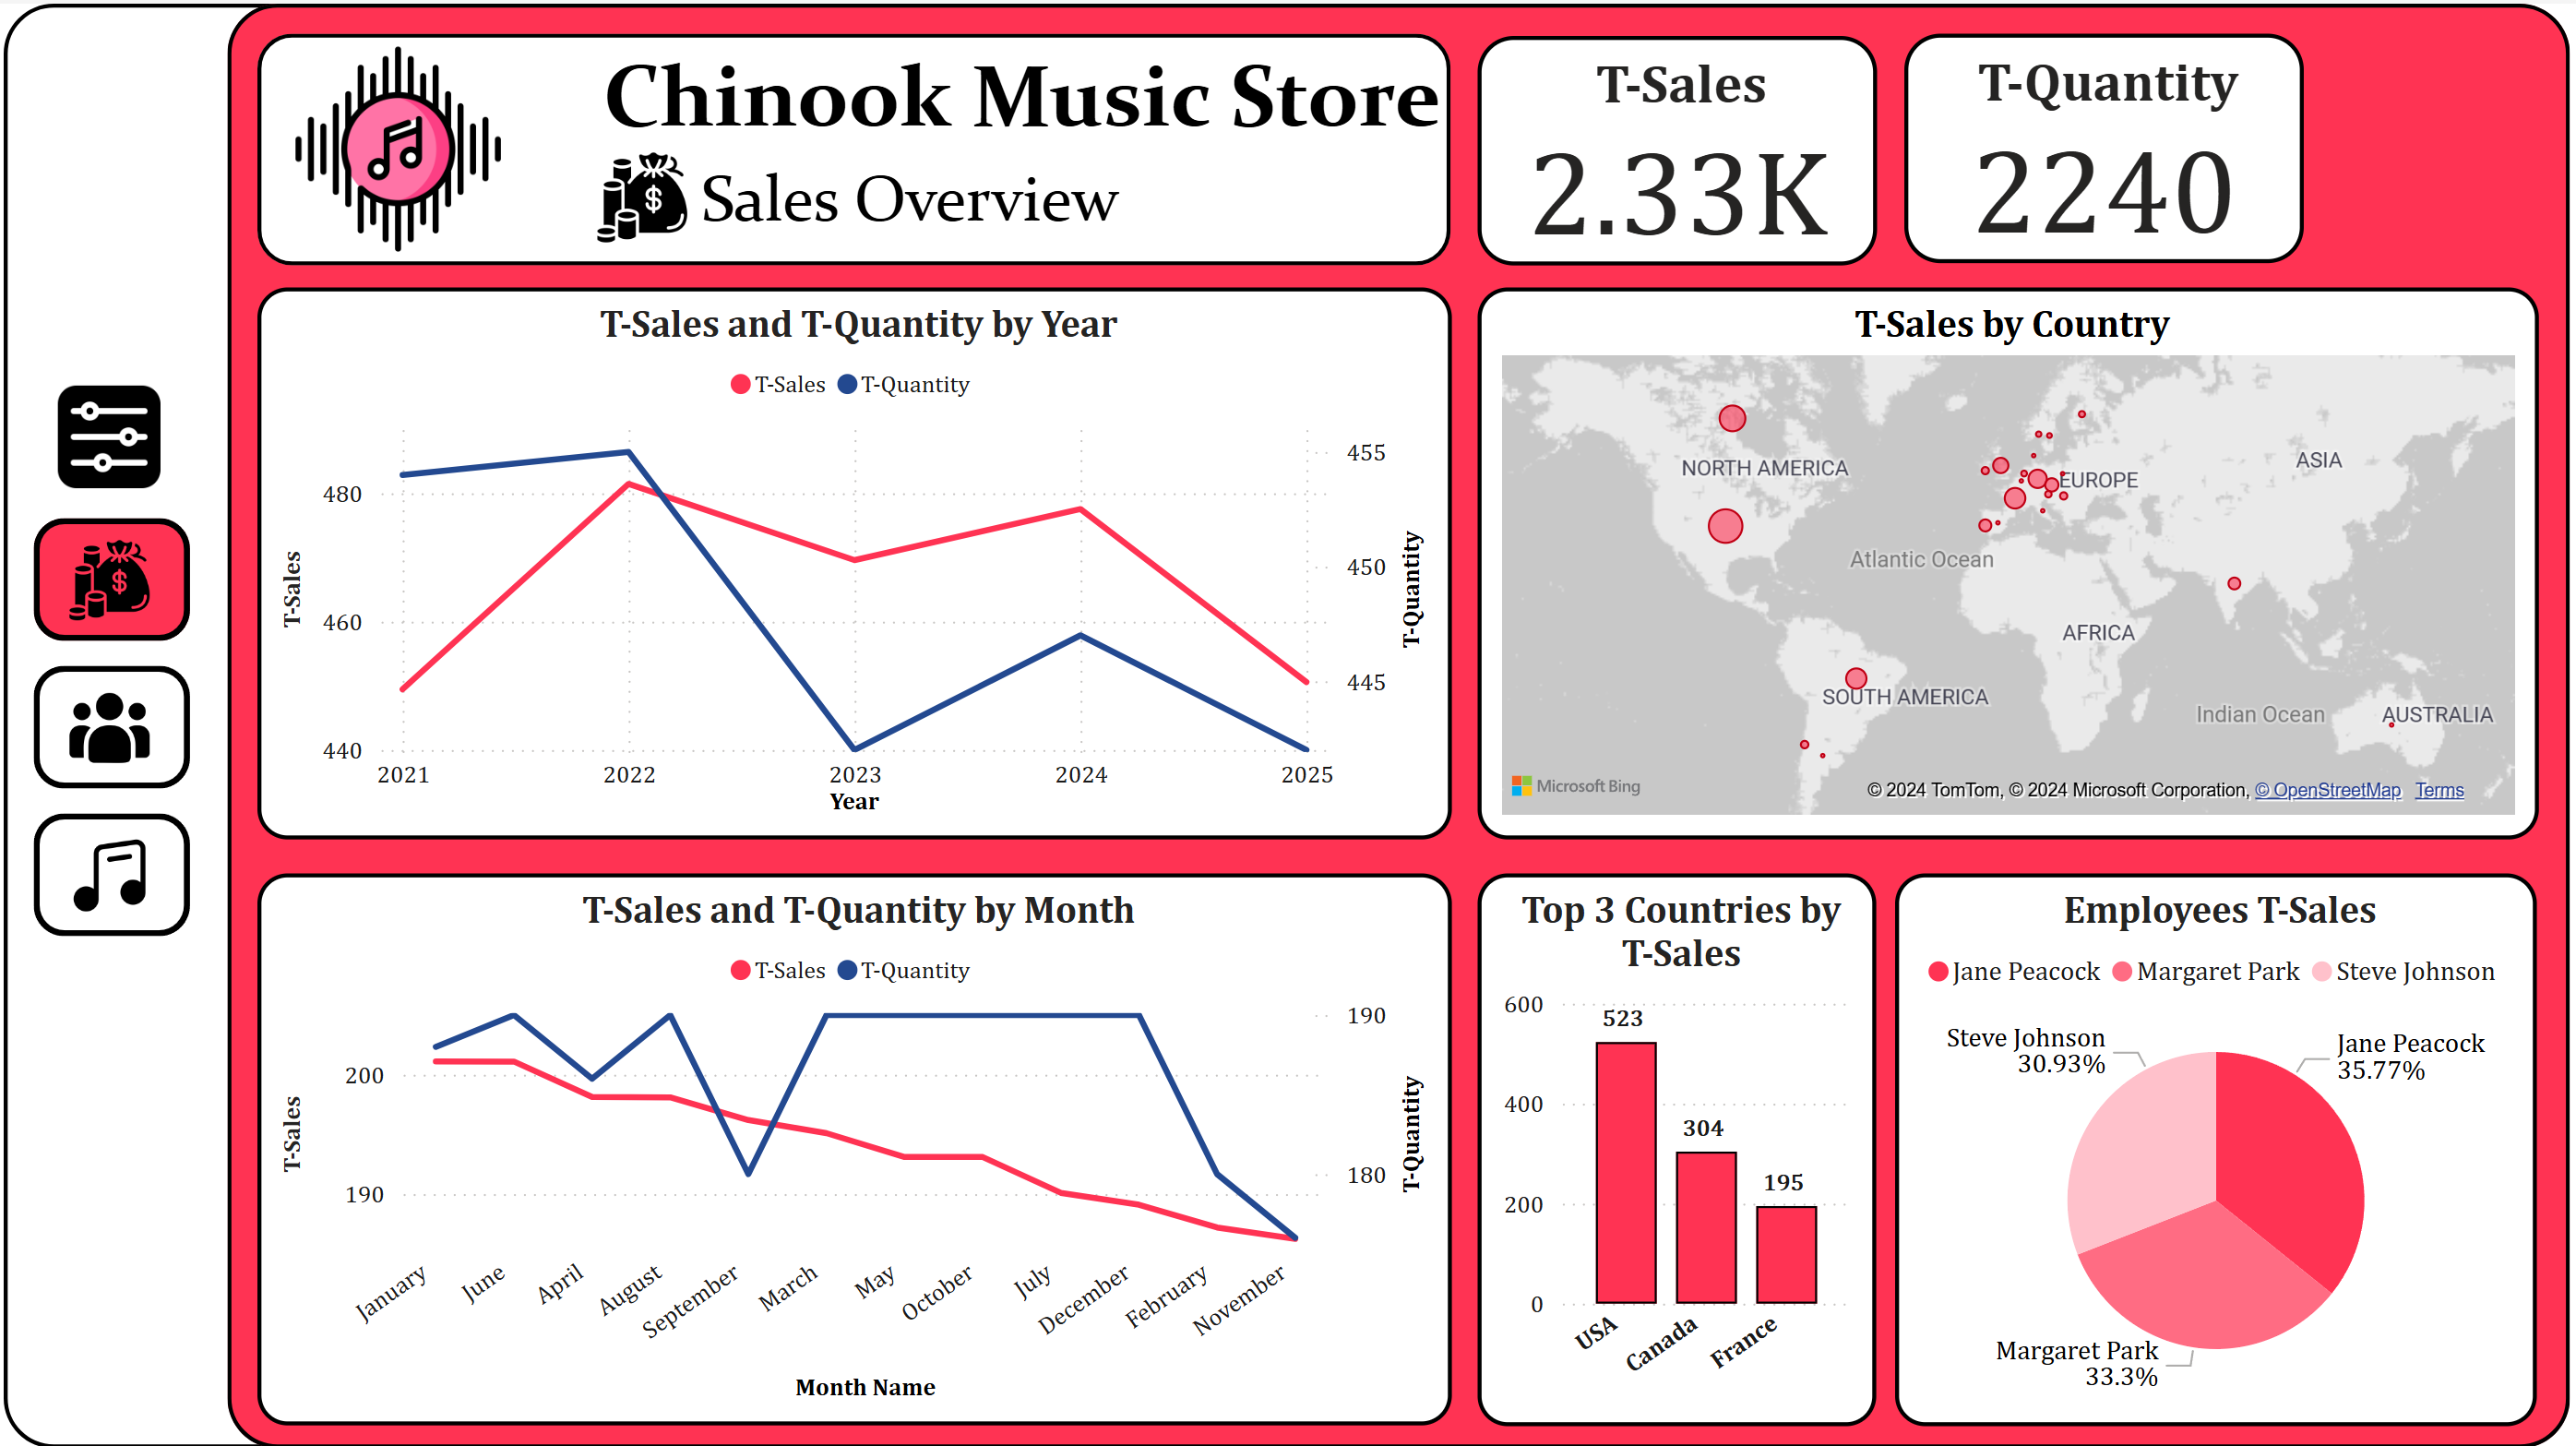 Chinook Music Store
$ Sales Overview
T-Sales
2.33K
T-Quantity
2240
T-Sales and T-Quantity by Year
T-Sales T-Quantity
T-Sales
480
460
440
455
450
445
T-Quantity
2021 2022 2023 2024 2025
Year
T-Sales by Country
NORTH AMERICA
EUROPE
ASIA
Atlantic Ocean
AFRICA
SOUTH AMERICA
Indian Ocean
AUSTRALIA
Microsoft Bing
© 2024 TomTom, © 2024 Microsoft Corporation, © OpenStreetMap Terms
$
T-Sales and T-Quantity by Month
T-Sales T-Quantity
T-Sales
200
190
190
180
T-Quantity
January June April August September March May October July December February November
Month Name
Top 3 Countries by
T-Sales
600
400
200
0
523
304
195
USA Canada France
Employees T-Sales
Jane Peacock Margaret Park Steve Johnson
Steve Johnson
30.93%
Jane Peacock
35.77%
Margaret Park
33.3%